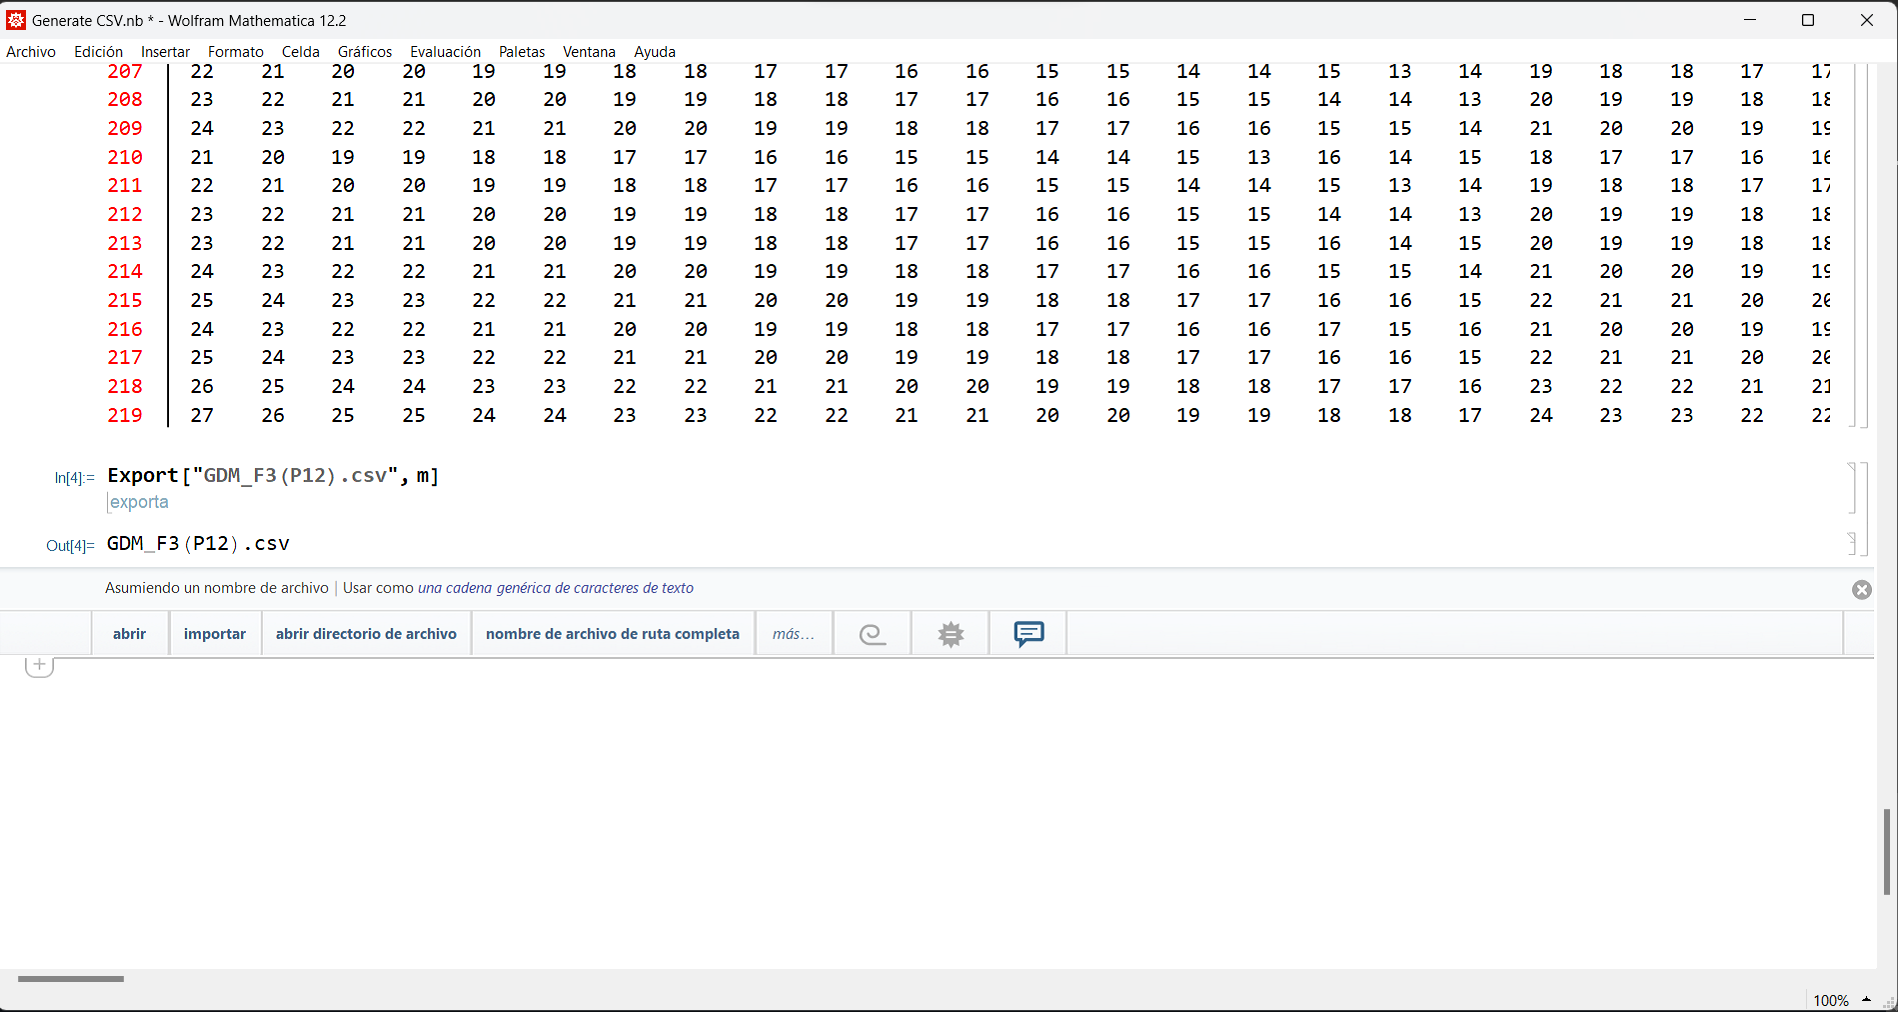 Generate CSV.nb * - Wolfram Mathematica 12.2
Archivo Edición Insertar Formato Celda Gráficos Evaluación Paletas Ventana Ayuda
207 22 21 20 20 19 19 18 18 17 17 16 16 15 15 14 14 15 13 14 19 18 18 17 17
208 23 22 21 21 20 20 19 19 18 18 17 17 16 16 15 15 14 14 13 20 19 19 18 18
209 24 23 22 22 21 21 20 20 19 19 18 18 17 17 16 16 15 15 14 21 20 20 19 19
210 21 20 19 19 18 18 17 17 16 16 15 15 14 14 15 13 16 14 15 18 17 17 16 16
211 22 21 20 20 19 19 18 18 17 17 16 16 15 15 14 14 15 13 14 19 18 18 17 17
212 23 22 21 21 20 20 19 19 18 18 17 17 16 16 15 15 14 14 13 20 19 19 18 18
213 23 22 21 21 20 20 19 19 18 18 17 17 16 16 15 15 16 14 15 20 19 19 18 18
214 24 23 22 22 21 21 20 20 19 19 18 18 17 17 16 16 15 15 14 21 20 20 19 19
215 25 24 23 23 22 22 21 21 20 20 19 19 18 18 17 17 16 16 15 22 21 21 20 20
216 24 23 22 22 21 21 20 20 19 19 18 18 17 17 16 16 17 15 16 21 20 20 19 19
217 25 24 23 23 22 22 21 21 20 20 19 19 18 18 17 17 16 16 15 22 21 21 20 20
218 26 25 24 24 23 23 22 22 21 21 20 20 19 19 18 18 17 17 16 23 22 22 21 21
219 27 26 25 25 24 24 23 23 22 22 21 21 20 20 19 19 18 18 17 24 23 23 22 22
In[4]:= Export["GDM_F3(P12).csv", m]
exporta
Out[4]= GDM_F3(P12).csv
Asumiendo un nombre de archivo | Usar como una cadena genérica de caracteres de texto
abrir importar abrir directorio de archivo nombre de archivo de ruta completa más...
100%